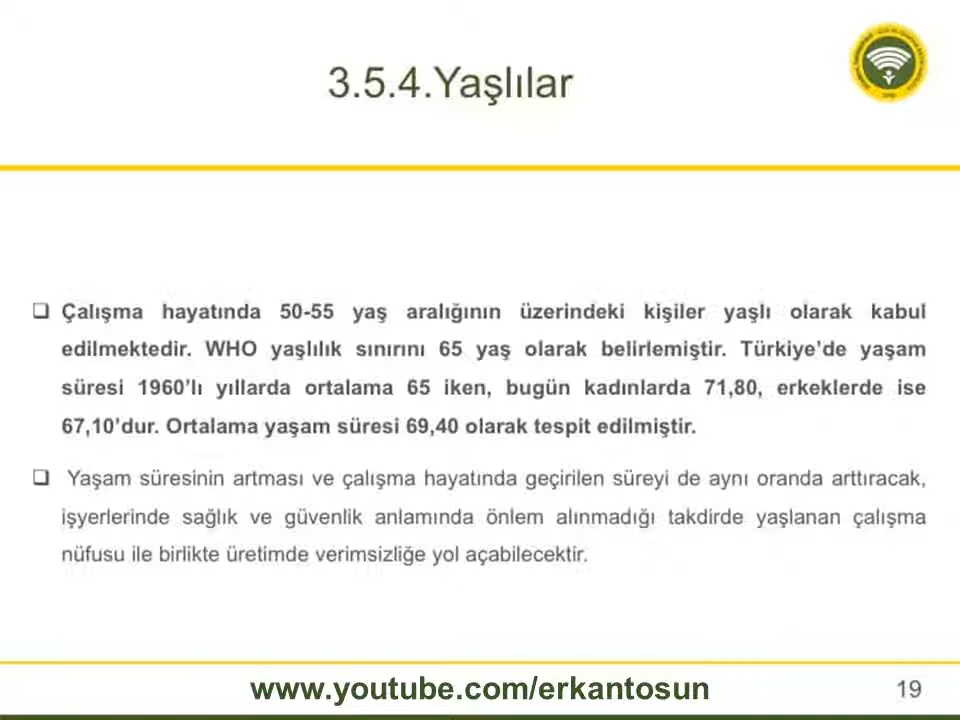 3.5.4.Yaşlılar
❑ Çalışma hayatında 50-55 yaş aralığının üzerindeki kişiler yaşlı olarak kabul
edilmektedir. WHO yaşlılık sınırını 65 yaş olarak belirlemiştir. Türkiye’de yaşam
süresi 1960’lı yıllarda ortalama 65 iken, bugün kadınlarda 71,80, erkeklerde ise
67,10’dur. Ortalama yaşam süresi 69,40 olarak tespit edilmiştir.
❑ Yaşam süresinin artması ve çalışma hayatında geçirilen süreyi de aynı oranda arttıracak,
işyerlerinde sağlık ve güvenlik anlamında önlem alınmadığı takdirde yaşlanan çalışma
nüfusu ile birlikte üretimde verimsizliğe yol açabilecektir.
www.youtube.com/erkantosun
19